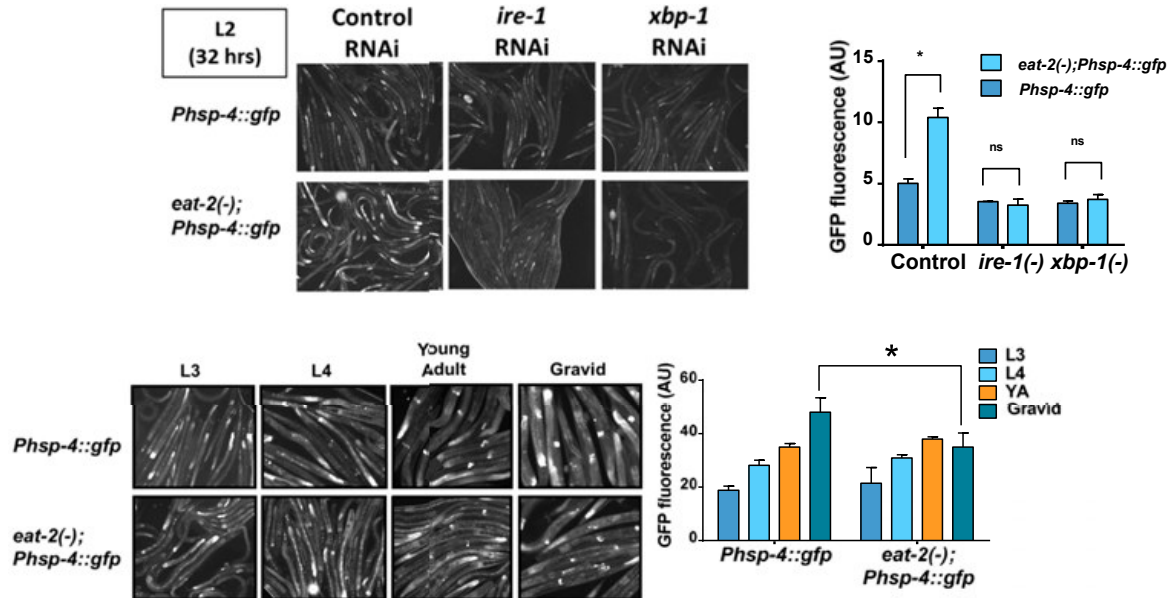 L2
(32 hrs)
Control
RNAi
ire-1
RNAi
xbp-1
RNAi
Phsp-4::gfp
eat-2(-);
Phsp-4::gfp
GFP fluorescence (AU)
15
10
5
0
*
ns
ns
eat-2(-);Phsp-4::gfp
Phsp-4::gfp
Control
ire-1(-)
xbp-1(-)
L3
L4
Young
Adult
Gravid
Phsp-4::gfp
eat-2(-);
Phsp-4::gfp
GFP fluorescence (AU)
60
40
20
0
*
L3
L4
YA
Gravid
Phsp-4::gfp
eat-2(-);
Phsp-4::gfp